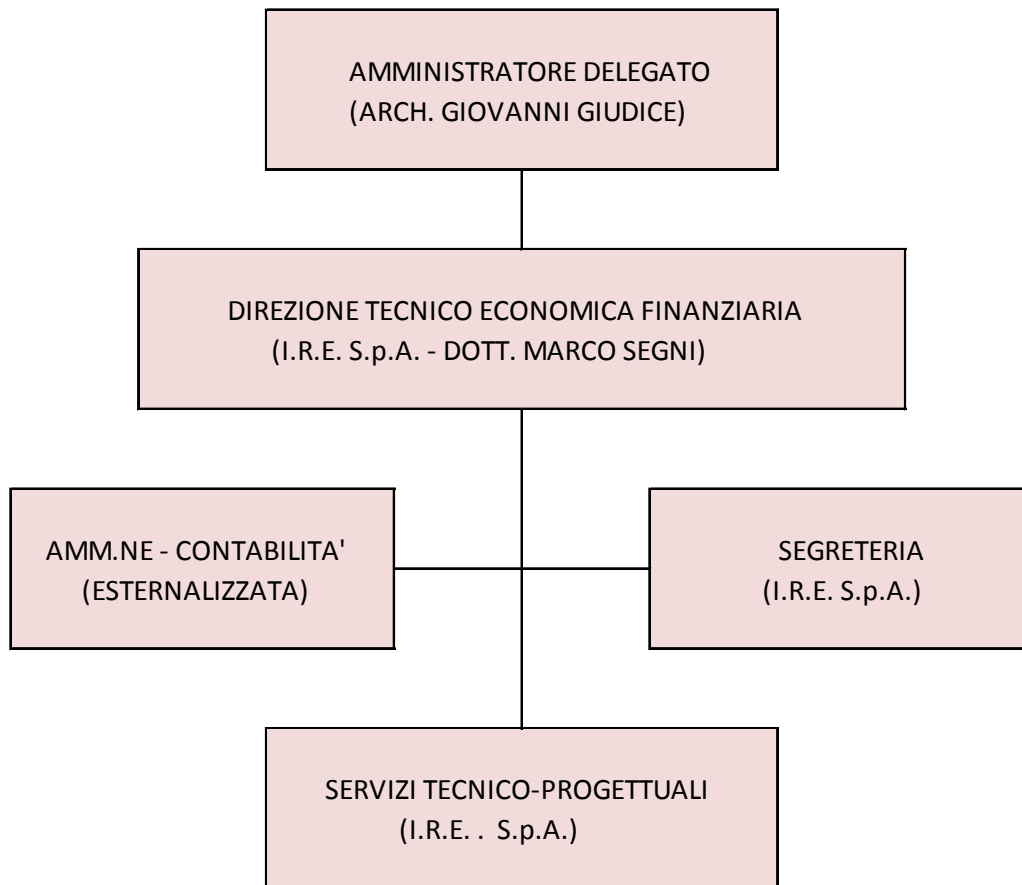 AMMINISTRATORE DELEGATO
(ARCH. GIOVANNI GIUDICE)
DIREZIONE TECNICO ECONOMICA FINANZIARIA
(I.R.E. S.p.A. - DOTT. MARCO SEGNI)
AMM.NE - CONTABILITA'
(ESTERNALIZZATA)
SEGRETERIA
(I.R.E. S.p.A.)
SERVIZI TECNICO-PROGETTUALI
(I.R.E. . S.p.A.)